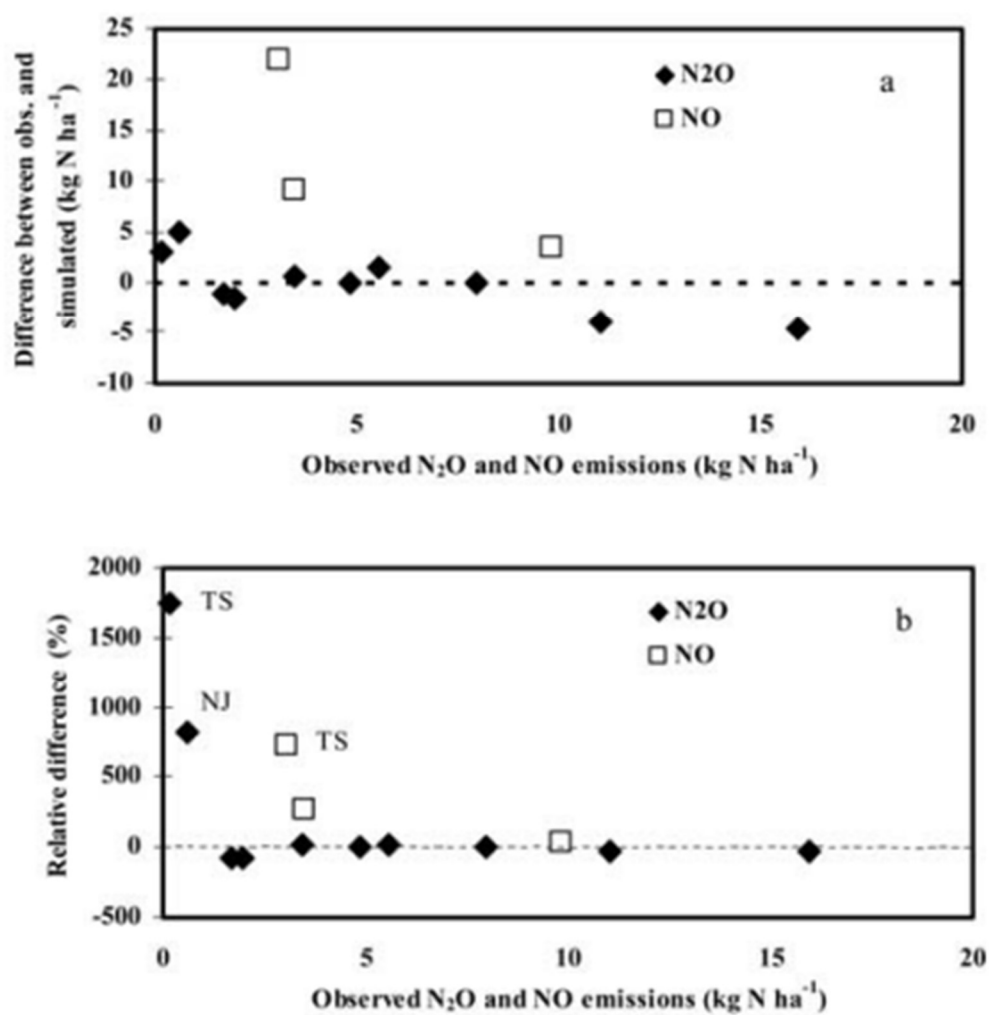 Difference between obs. and
simulated (kg N ha⁻¹)
25
20
15
10
5
0
-5
-10
N2O
NO
a
0 5 10 15 20
Observed N₂O and NO emissions (kg N ha⁻¹)
Relative difference (%)
2000
1500
1000
500
0
-500
TS
NJ
TS
N2O
NO
b
0 5 10 15 20
Observed N₂O and NO emissions (kg N ha⁻¹)